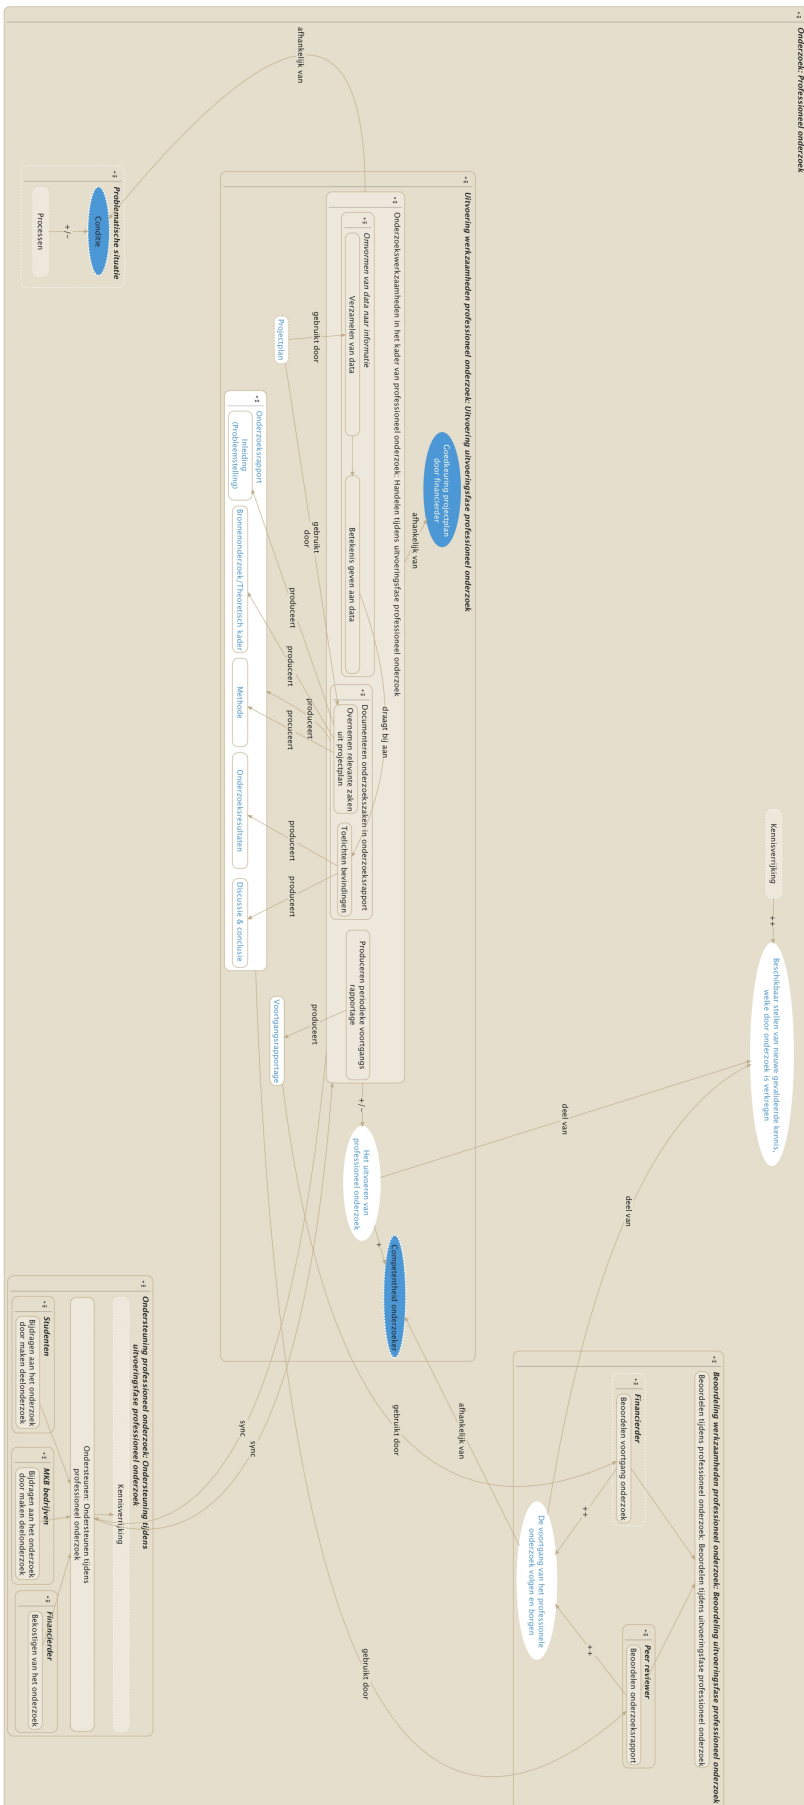 Onderzoek: Professioneel onderzoek
Kennisverrijking
++
Beschikbaar stellen van nieuwe gevalideerde kennis,
welke door onderzoek is verkregen
deel van
deel van
Beoordeling werkzaamheden professioneel onderzoek: Beoordeling uitvoeringsfase professioneel onderzoek
Beoordelen tijdens professioneel onderzoek: Beoordelen tijdens uitvoeringsfase professioneel onderzoek
Financierder
Beoordelen voortgang onderzoek
Peer reviewer
Beoordelen onderzoeksrapport
++
++
De voortgang van het professionele
onderzoek volgen en borgen
afhankelijk van
gebruikt door
gebruikt door
Uitvoering werkzaamheden professioneel onderzoek: Uitvoering uitvoeringsfase professioneel onderzoek
Goedkeuring projectplan
door financierder
afhankelijk van
Onderzoekswerkzaamheden in het kader van professioneel onderzoek: Handelen tijdens uitvoeringsfase professioneel onderzoek
Omvormen van data naar informatie
Verzamelen van data
Betekenis geven aan data
draagt bij aan
Documenteren onderzoekszaken in onderzoeksrapport
Overnemen relevante zaken
uit projectplan
Toelichten bevindingen
Produceren periodieke voortgangs
rapportage
+/-
Het uitvoeren van
professioneel onderzoek
+
Competentheid onderzoeker
gebruikt door
gebruikt
door
Projectplan
produceert
produceert
produceert
procuceert
produceert
produceert
produceert
Voortgangsrapportage
Onderzoeksrapport
Inleiding
(Probleemstelling)
Bronnenonderzoek/Theoretisch kader
Methode
Onderzoeksresultaten
Discussie & conclusie
afhankelijk van
Problematische situatie
Conditie
+/-
Processen
sync
sync
Ondersteuning professioneel onderzoek: Ondersteuning tijdens
uitvoeringsfase professioneel onderzoek
Kennisverrijking
Ondersteunen: Ondersteunen tijdens
professioneel onderzoek
Studenten
Bijdragen aan het onderzoek
door maken deelonderzoek
MKB bedrijven
Bijdragen aan het onderzoek
door maken deelonderzoek
Financierder
Bekostigen van het onderzoek